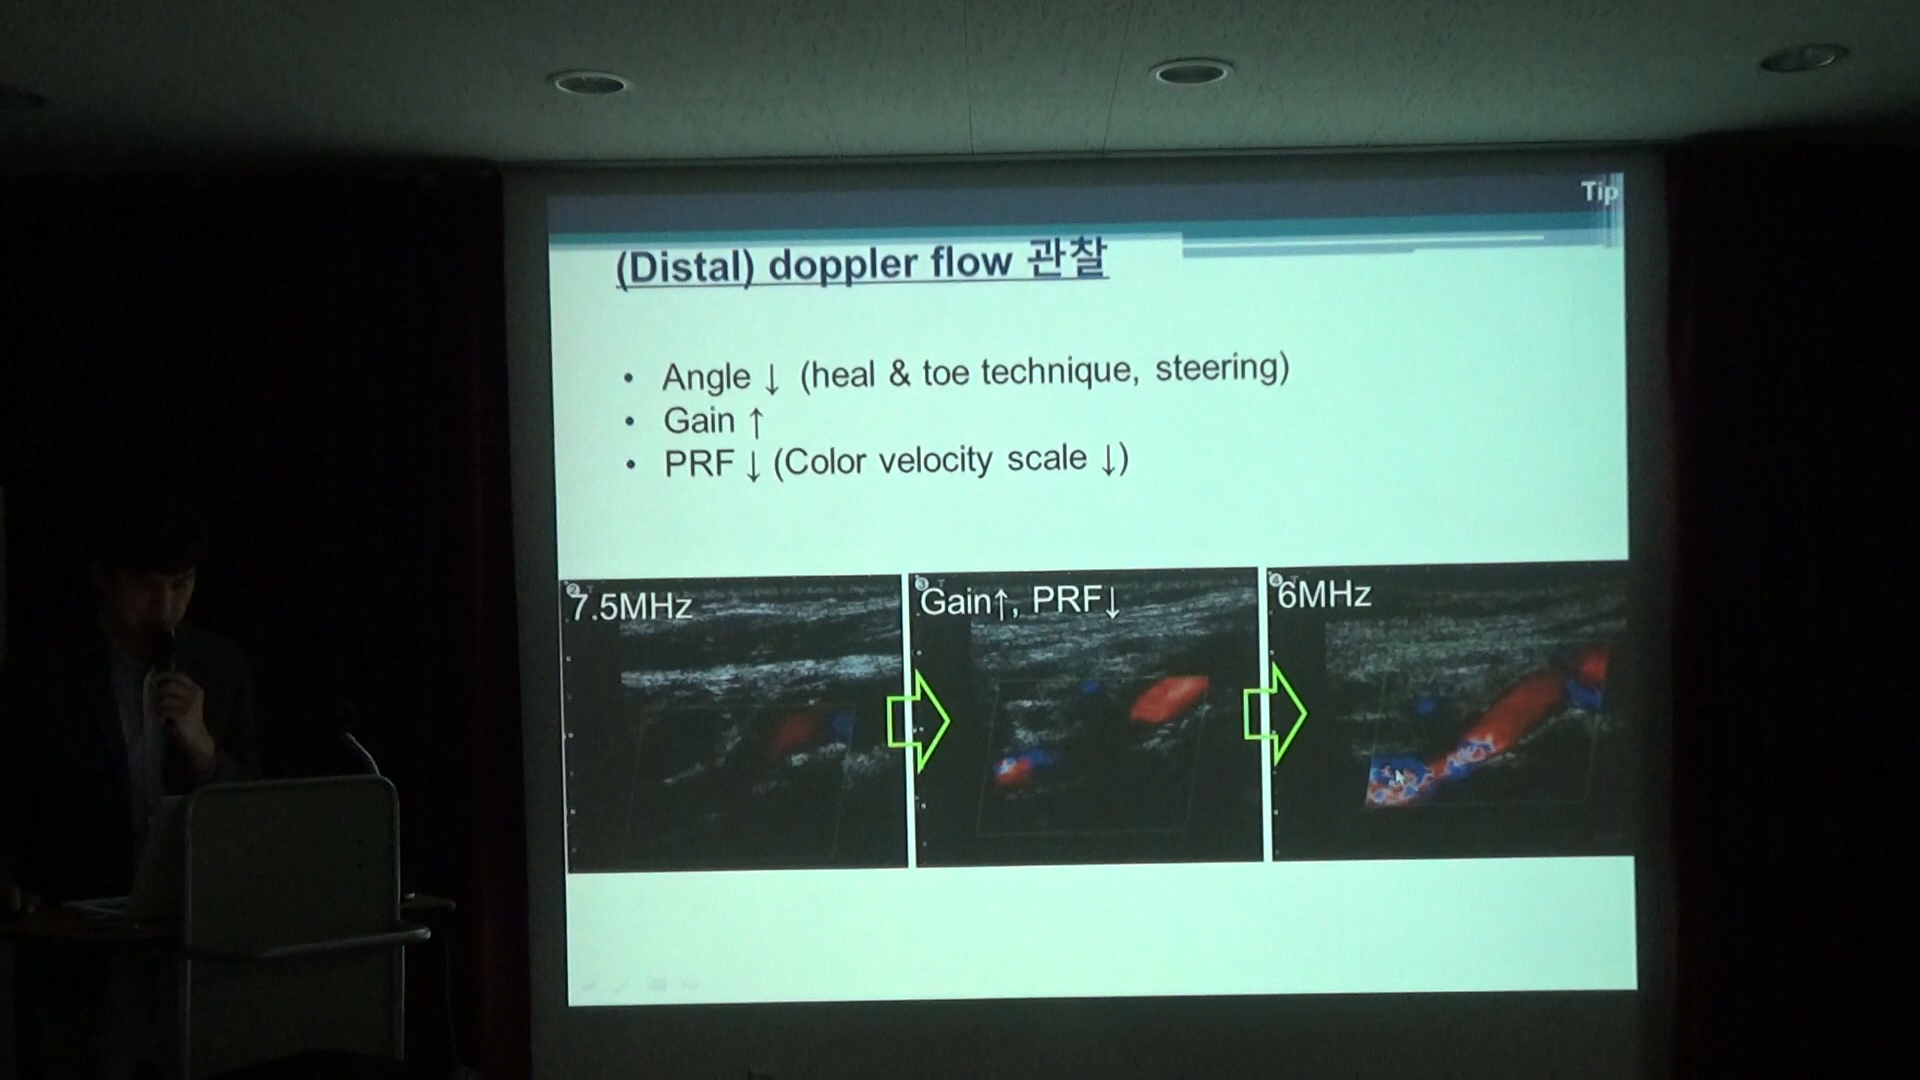 Tip
(Distal) doppler flow 관찰
• Angle ↓ (heal & toe technique, steering)
• Gain ↑
• PRF ↓ (Color velocity scale ↓)
7.5MHz
Gain↑, PRF↓
6MHz